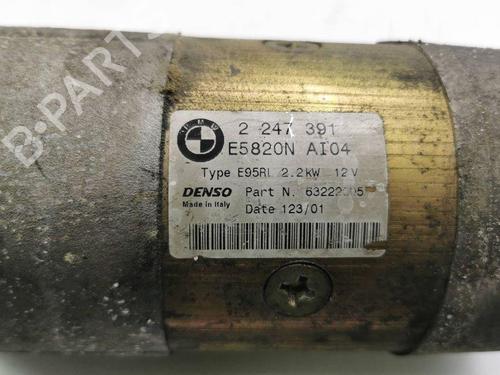 B-PARTS
BMW
2 247 391
E5820N AI04
Type E95RL 2.2KW 12V
DENSO Part N.
Made in Italy
Date 123/01